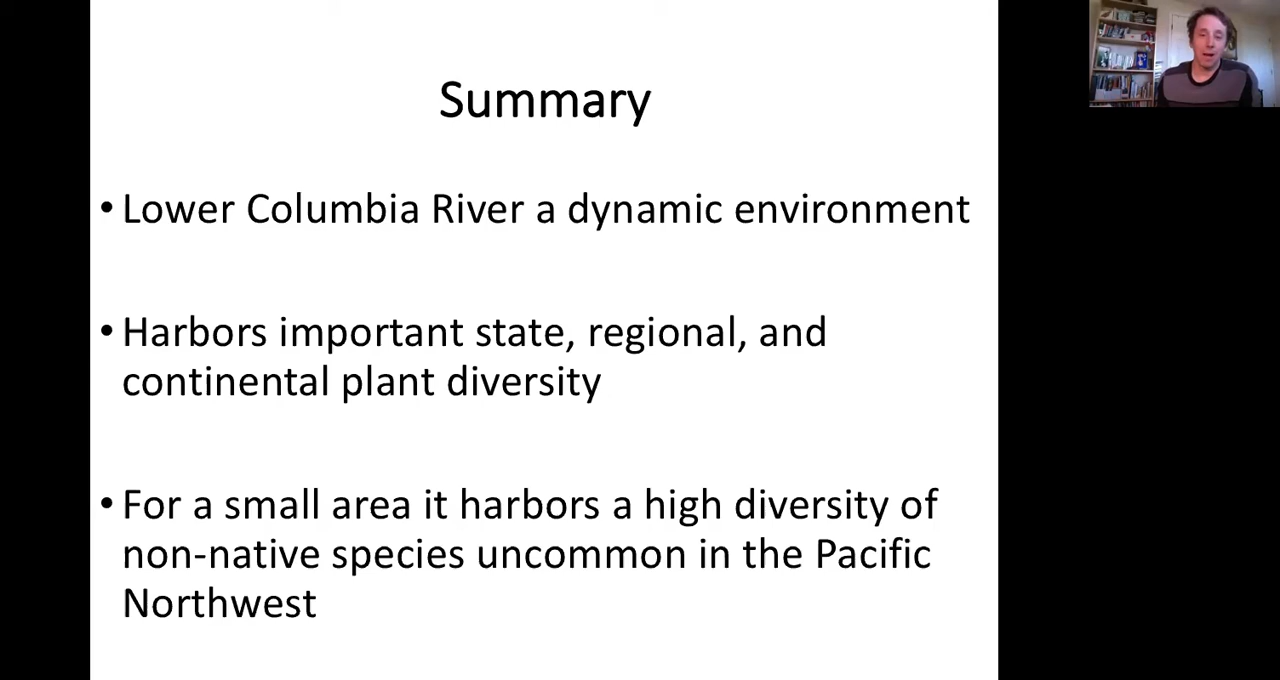 Summary
• Lower Columbia River a dynamic environment
• Harbors important state, regional, and
continental plant diversity
• For a small area it harbors a high diversity of
non-native species uncommon in the Pacific
Northwest